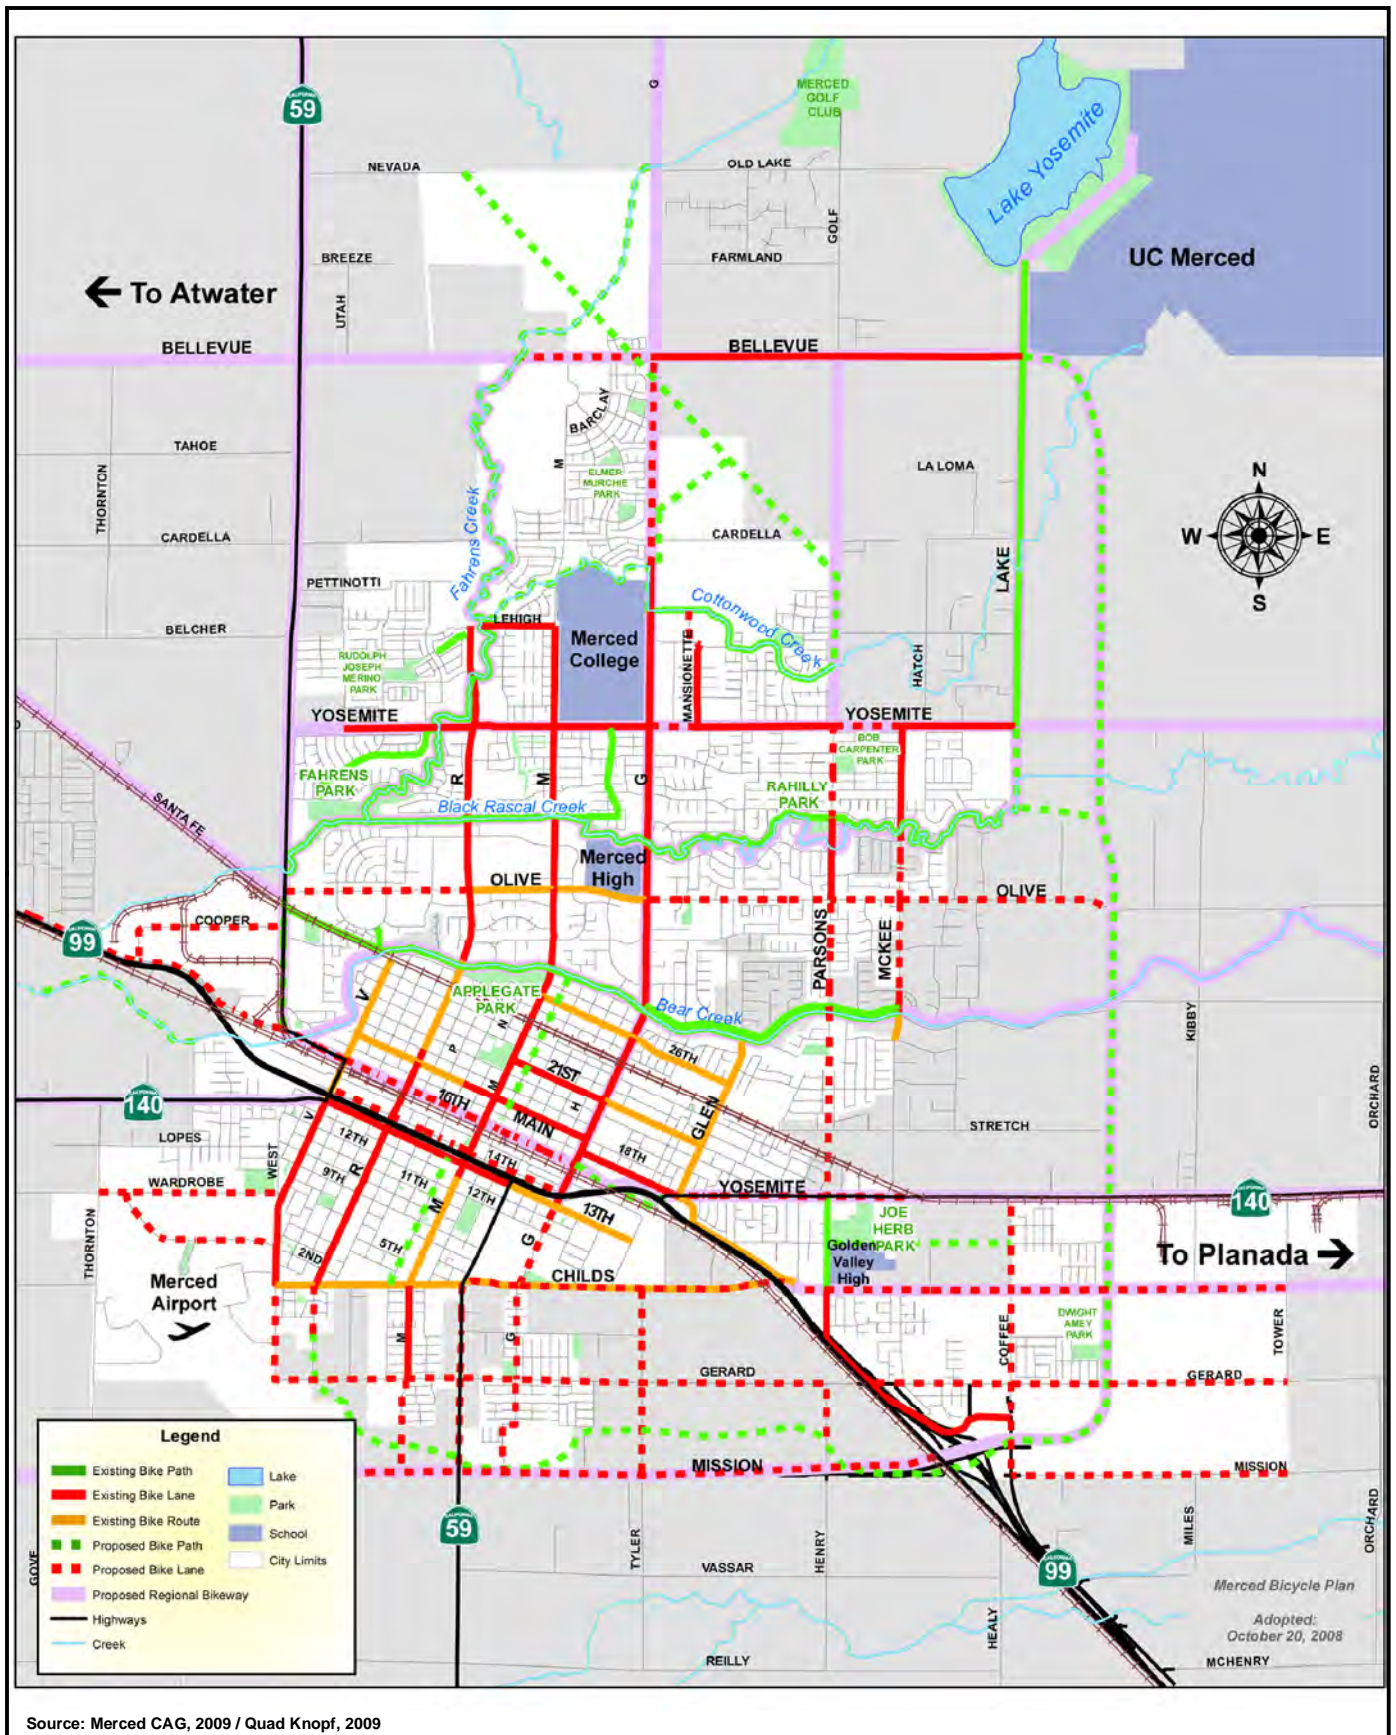 G
MERCED
GOLF
CLUB
CALIFORNIA
59
NEVADA
OLD LAKE
Lake Yosemite
GOLF
BREEZE
FARMLAND
UC Merced
To Atwater
UTAH
BELLEVUE
BELLEVUE
BARCLAY
TAHOE
M
ELMER
MURCHIE
PARK
LA LOMA
N
THORNTON
Fahrens Creek
CARDELLA
CARDELLA
W
E
S
PETTINOTTI
LAKE
Cottonwood Creek
BELCHER
LEHIGH
Merced
College
RUDOLPH
JOSEPH
MERINO
PARK
MANSIONETTE
HATCH
YOSEMITE
YOSEMITE
BOB
CARPENTER
PARK
FAHRENS
PARK
R
M
G
RAHILLY
PARK
SANTA FE
Black Rascal Creek
Merced
High
OLIVE
OLIVE
COOPER
PARSONS
MCKEE
CALIFORNIA
99
V
APPLEGATE
PARK
Bear Creek
KIBBY
N
P
26TH
21ST
M
H
16TH
MAIN
GLEN
ORCHARD
CALIFORNIA
140
V
LOPES
12TH
14TH
18TH
STRETCH
WEST
9TH
R
11TH
WARDROBE
M
12TH
13TH
YOSEMITE
CALIFORNIA
140
THORNTON
JOE
HERB
PARK
2ND
5TH
G
Golden
Valley
High
To Planada
CHILDS
Merced
Airport
M
G
DWIGHT
AMEY
PARK
COFFEE
TOWER
GERARD
GERARD
MISSION
MISSION
Legend
Existing Bike Path
Existing Bike Lane
Existing Bike Route
Proposed Bike Path
Proposed Bike Lane
Proposed Regional Bikeway
Highways
Creek
Lake
Park
School
City Limits
GOVE
CALIFORNIA
59
TYLER
HENRY
MILES
ORCHARD
VASSAR
CALIFORNIA
99
HEALY
REILLY
MCHENRY
Merced Bicycle Plan
Adopted:
October 20, 2008
Source: Merced CAG, 2009 / Quad Knopf, 2009